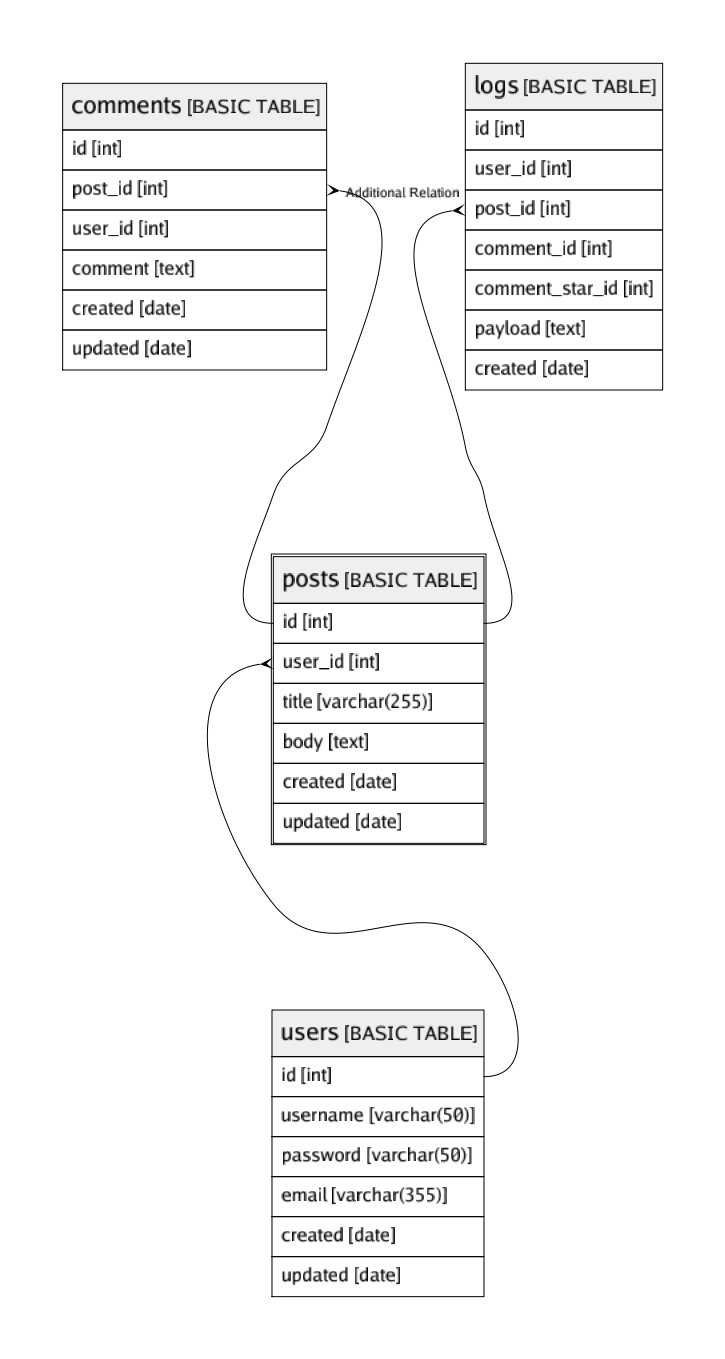 comments [BASIC TABLE]
id [int]
post_id [int]
user_id [int]
comment [text]
created [date]
updated [date]
Additional Relation
logs [BASIC TABLE]
id [int]
user_id [int]
post_id [int]
comment_id [int]
comment_star_id [int]
payload [text]
created [date]
posts [BASIC TABLE]
id [int]
user_id [int]
title [varchar(255)]
body [text]
created [date]
updated [date]
users [BASIC TABLE]
id [int]
username [varchar(50)]
password [varchar(50)]
email [varchar(355)]
created [date]
updated [date]